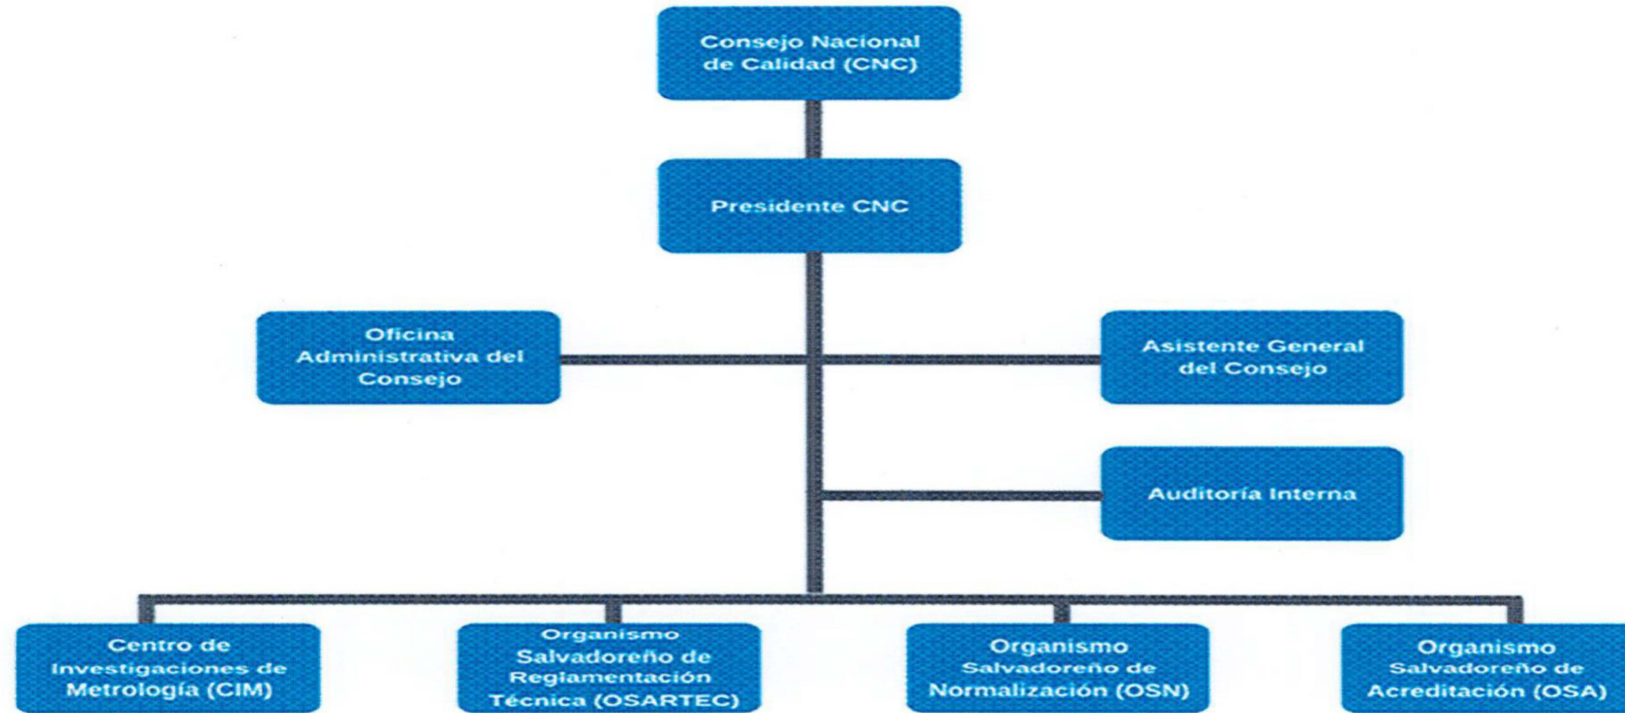 Consejo Nacional
de Calidad (CNC)
Presidente CNC
Oficina
Administrativa del
Consejo
Asistente General
del Consejo
Auditoría Interna
Centro de
Investigaciones de
Metrología (CIM)
Organismo
Salvadoreño de
Reglamentación
Técnica (OSARTEC)
Organismo
Salvadoreño de
Normalización (OSN)
Organismo
Salvadoreño de
Acreditación (OSA)